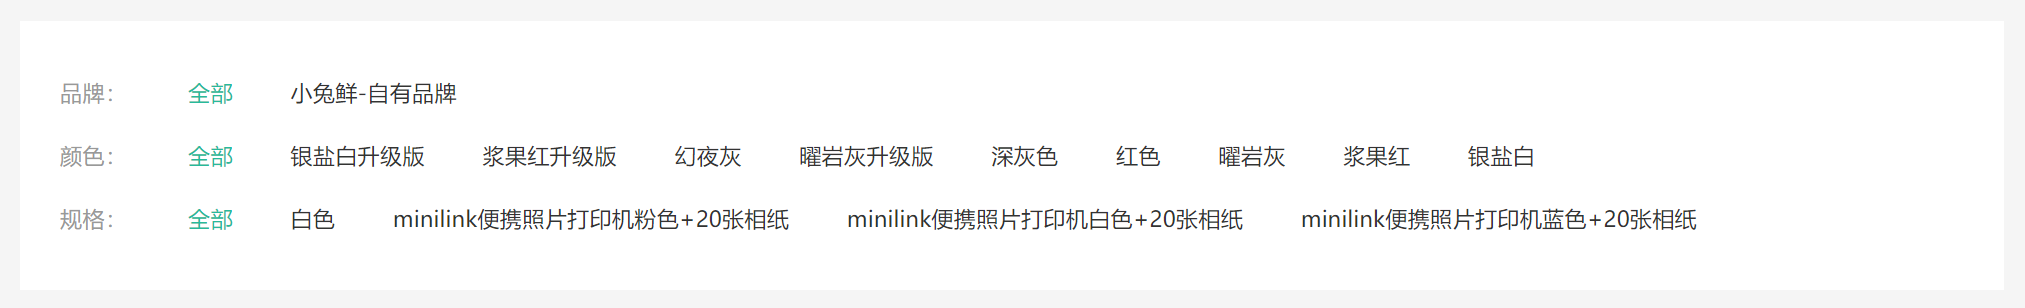 品牌： 全部 小兔鲜-自有品牌
颜色： 全部 银盐白升级版 浆果红升级版 幻夜灰 曜岩灰升级版 深灰色 红色 曜岩灰 浆果红 银盐白
规格： 全部 白色 minilink便携照片打印机粉色+20张相纸 minilink便携照片打印机白色+20张相纸 minilink便携照片打印机蓝色+20张相纸